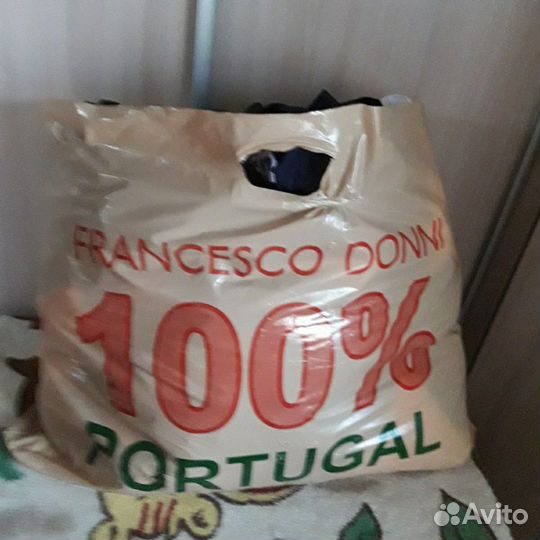 FRANCESCO DONNI
100%
PORTUGAL
Avito